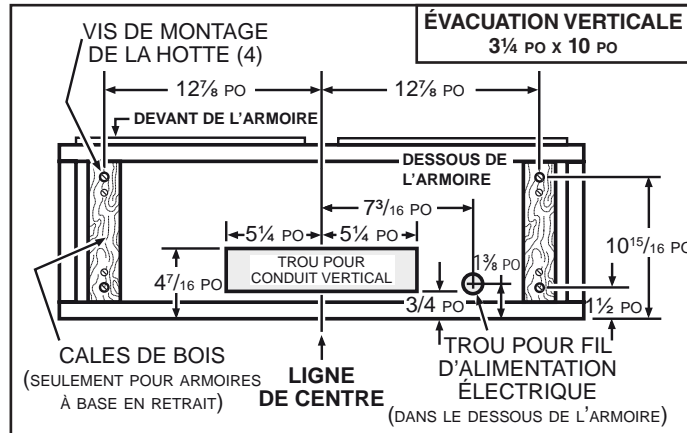 VIS DE MONTAGE
DE LA HOTTE (4)
ÉVACUATION VERTICALE
3¼ PO X 10 PO
12⅞ PO
12⅞ PO
DEVANT DE L’ARMOIRE
DESSOUS DE
L’ARMOIRE
7³⁄₁₆ PO
5¼ PO
5¼ PO
10¹⁵⁄₁₆ PO
TROU POUR
CONDUIT VERTICAL
1⅜ PO
4⁷⁄₁₆ PO
3/4 PO
1½ PO
CALES DE BOIS
(SEULEMENT POUR ARMOIRES
À BASE EN RETRAIT)
LIGNE
DE CENTRE
TROU POUR FIL
D’ALIMENTATION
ÉLECTRIQUE
(DANS LE DESSOUS DE L’ARMOIRE)